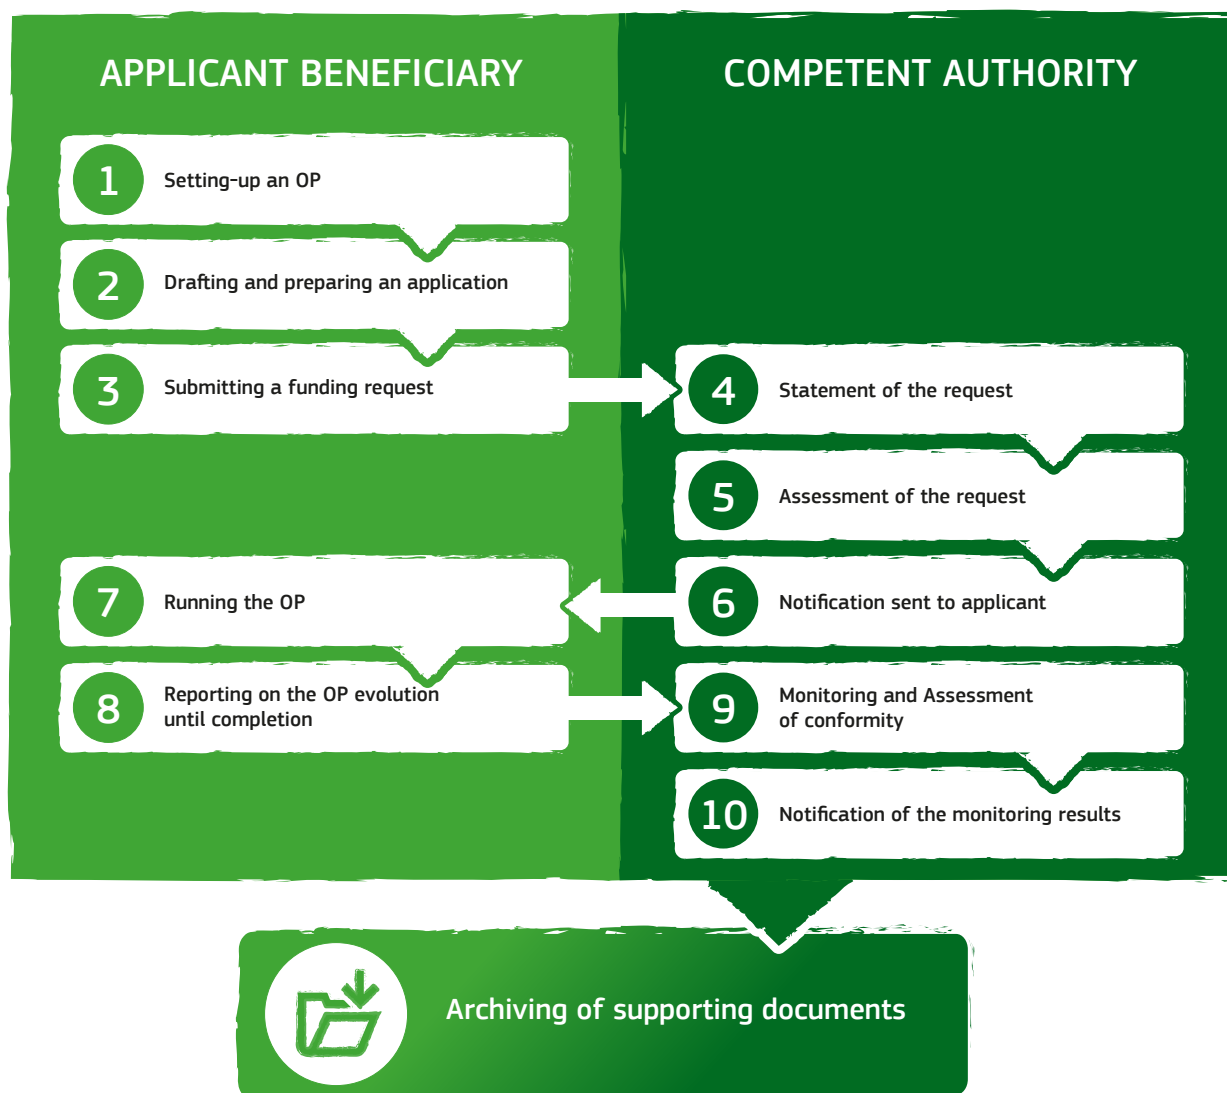 APPLICANT BENEFICIARY
COMPETENT AUTHORITY
1
Setting-up an OP
2
Drafting and preparing an application
3
Submitting a funding request
4
Statement of the request
5
Assessment of the request
6
Notification sent to applicant
7
Running the OP
8
Reporting on the OP evolution
until completion
9
Monitoring and Assessment
of conformity
10
Notification of the monitoring results
Archiving of supporting documents